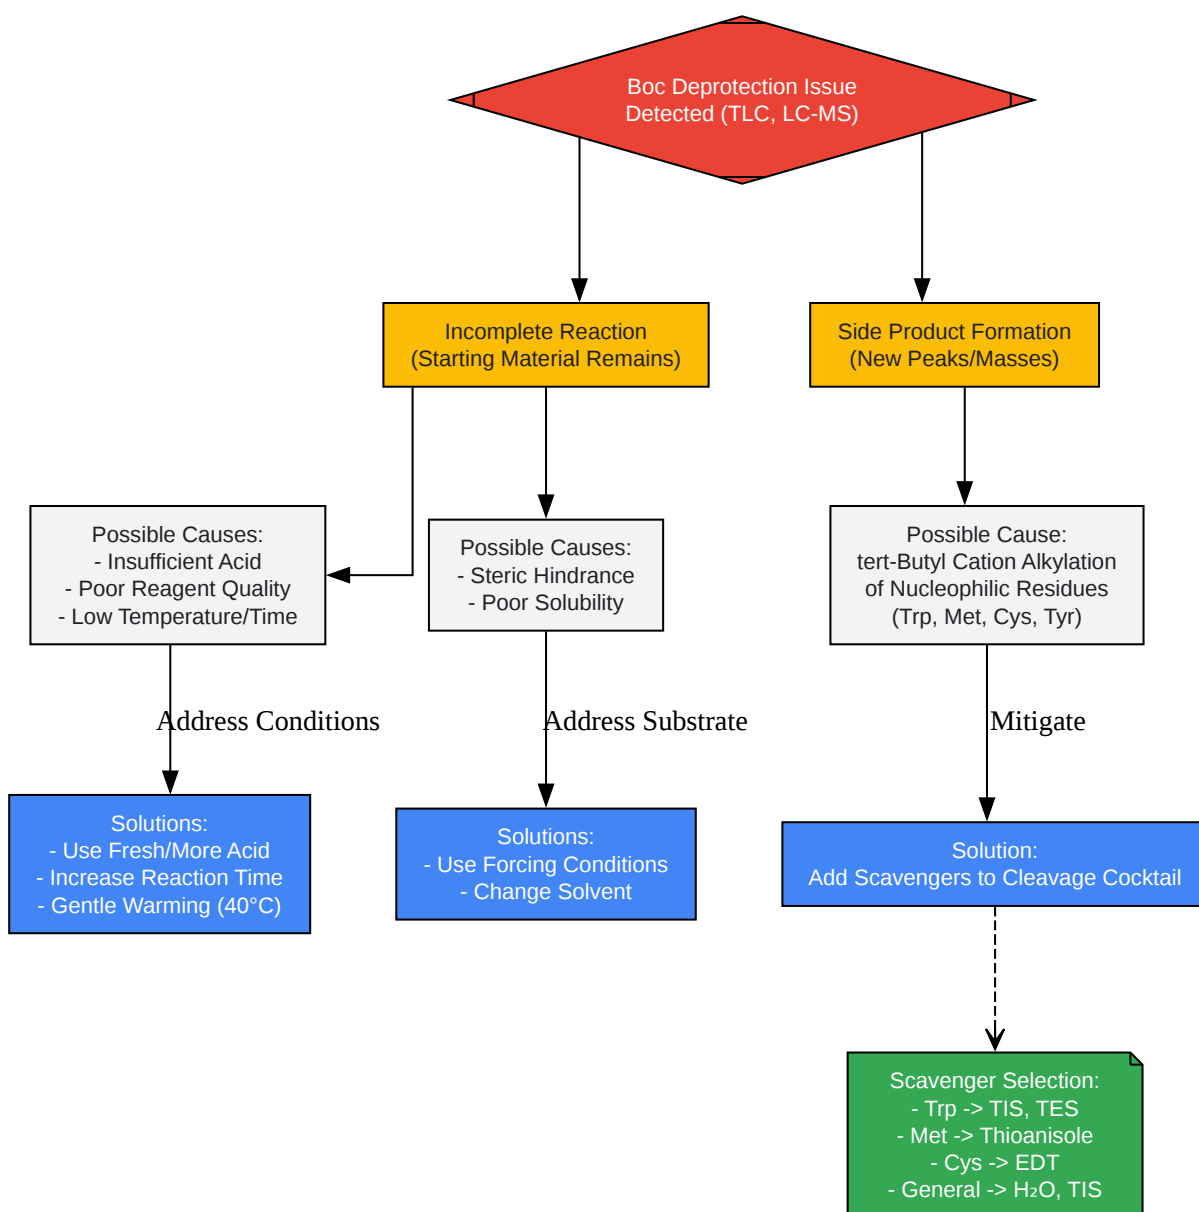 Boc Deprotection Issue
Detected (TLC, LC-MS)
Incomplete Reaction
(Starting Material Remains)
Side Product Formation
(New Peaks/Masses)
Possible Causes:
- Insufficient Acid
- Poor Reagent Quality
- Low Temperature/Time
Possible Causes:
- Steric Hindrance
- Poor Solubility
Possible Cause:
tert-Butyl Cation Alkylation
of Nucleophilic Residues
(Trp, Met, Cys, Tyr)
Address Conditions
Address Substrate
Mitigate
Solutions:
- Use Fresh/More Acid
- Increase Reaction Time
- Gentle Warming (40°C)
Solutions:
- Use Forcing Conditions
- Change Solvent
Solution:
Add Scavengers to Cleavage Cocktail
Scavenger Selection:
- Trp -> TIS, TES
- Met -> Thioanisole
- Cys -> EDT
- General -> H₂O, TIS